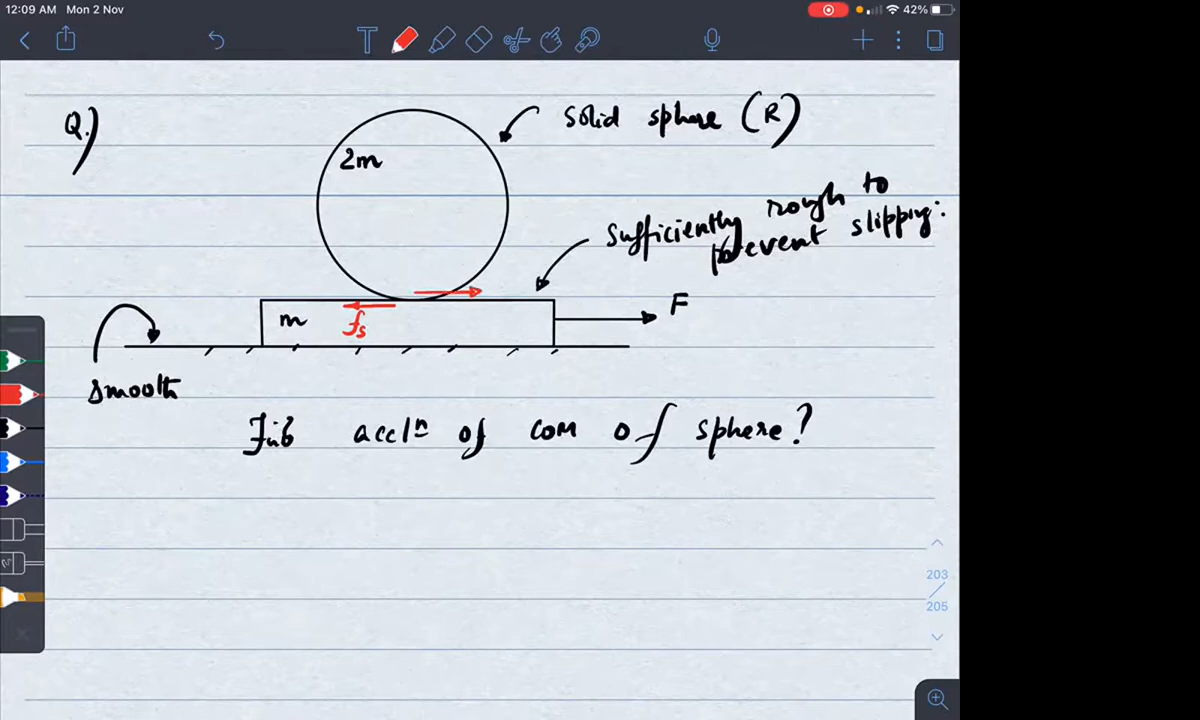 12:09 AM Mon 2 Nov
42%
T
Q.)
Solid sphere (R)
2m
Sufficiently rough to
prevent slipping.
F
m
fs
smooth
accln of com of sphere?
203
/
205